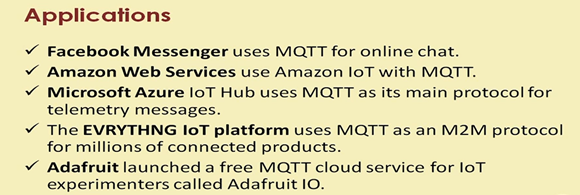 Applications
✓ Facebook Messenger uses MQTT for online chat.
✓ Amazon Web Services use Amazon IoT with MQTT.
✓ Microsoft Azure IoT Hub uses MQTT as its main protocol for
telemetry messages.
✓ The EVRYTHNG IoT platform uses MQTT as an M2M protocol
for millions of connected products.
✓ Adafruit launched a free MQTT cloud service for IoT
experimenters called Adafruit IO.